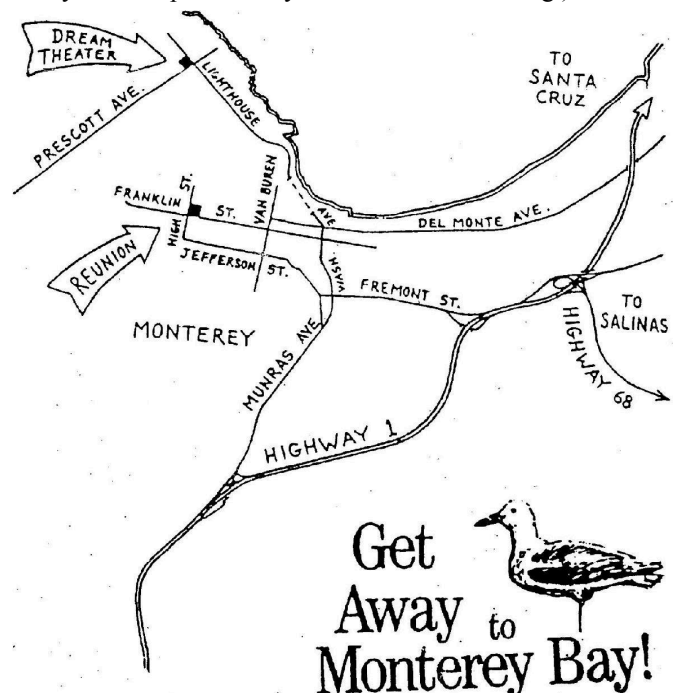 DREAM
THEATER
PRESCOTT AVE.
LIGHTHOUSE
AVE
TO
SANTA
CRUZ
FRANKLIN ST.
HIGH ST.
VAN BUREN
DEL MONTE AVE.
REUNION
JEFFERSON ST.
WASH.
FREMONT ST.
MONTEREY
MUNRAS AVE
TO
SALINAS
HIGHWAY 68
HIGHWAY 1
Get
Away to
Monterey Bay!